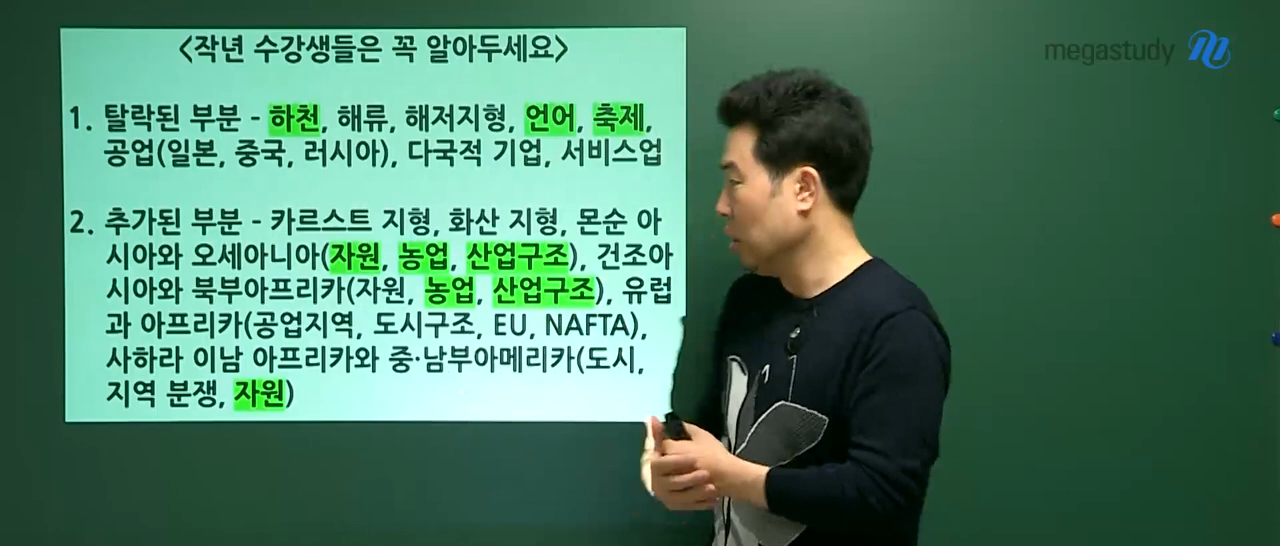 <작년 수강생들은 꼭 알아두세요>
1. 탈락된 부분 - 하천, 해류, 해저지형, 언어, 축제,
공업(일본, 중국, 러시아), 다국적 기업, 서비스업
2. 추가된 부분 - 카르스트 지형, 화산 지형, 몬순 아
시아와 오세아니아(자원, 농업, 산업구조), 건조아
시아와 북부아프리카(자원, 농업, 산업구조), 유럽
과 아프리카(공업지역, 도시구조, EU, NAFTA),
사하라 이남 아프리카와 중·남부아메리카(도시,
지역 분쟁, 자원)
megastudy